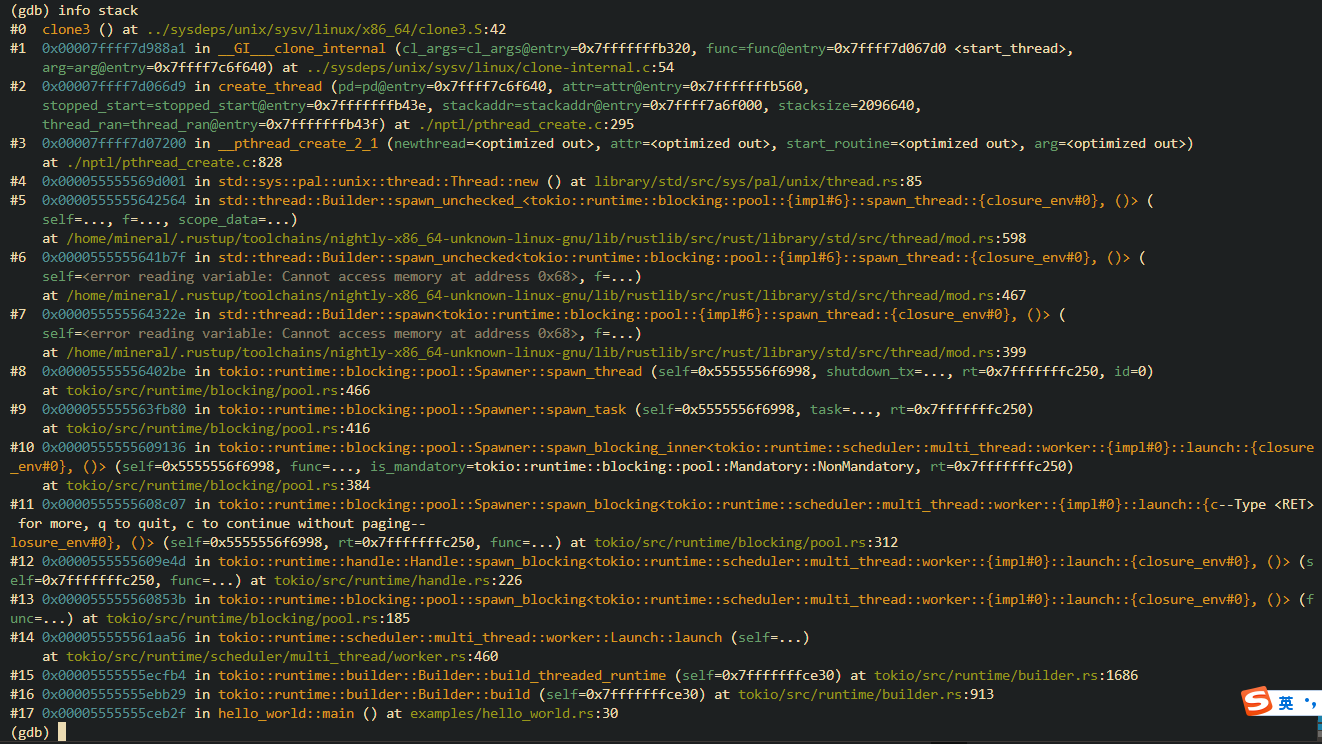 (gdb) info stack
#0  clone3 () at ../sysdeps/unix/sysv/linux/x86_64/clone3.S:42
#1  0x00007ffff7d988a1 in __GI___clone_internal (cl_args=cl_args@entry=0x7fffffffb320, func=func@entry=0x7ffff7d067d0 <start_thread>,
    arg=arg@entry=0x7ffff7c6f640) at ../sysdeps/unix/sysv/linux/clone-internal.c:54
#2  0x00007ffff7d066d9 in create_thread (pd=pd@entry=0x7ffff7c6f640, attr=attr@entry=0x7fffffffb560,
    stopped_start=stopped_start@entry=0x7fffffffb43e, stackaddr=stackaddr@entry=0x7ffff7a6f000, stacksize=2096640,
    thread_ran=thread_ran@entry=0x7fffffffb43f) at ./nptl/pthread_create.c:295
#3  0x00007ffff7d07200 in __pthread_create_2_1 (newthread=<optimized out>, attr=<optimized out>, start_routine=<optimized out>, arg=<optimized out>)
    at ./nptl/pthread_create.c:828
#4  0x000055555569d001 in std::sys::pal::unix::thread::Thread::new () at library/std/src/sys/pal/unix/thread.rs:85
#5  0x0000555555642564 in std::thread::Builder::spawn_unchecked_<tokio::runtime::blocking::pool::{impl#6}::spawn_thread::{closure_env#0}, ()> (
    self=..., f=..., scope_data=...)
    at /home/mineral/.rustup/toolchains/nightly-x86_64-unknown-linux-gnu/lib/rustlib/src/rust/library/std/src/thread/mod.rs:598
#6  0x0000555555641b7f in std::thread::Builder::spawn_unchecked<tokio::runtime::blocking::pool::{impl#6}::spawn_thread::{closure_env#0}, ()> (
    self=<error reading variable: Cannot access memory at address 0x68>, f=...)
    at /home/mineral/.rustup/toolchains/nightly-x86_64-unknown-linux-gnu/lib/rustlib/src/rust/library/std/src/thread/mod.rs:467
#7  0x000055555564322e in std::thread::Builder::spawn<tokio::runtime::blocking::pool::{impl#6}::spawn_thread::{closure_env#0}, ()> (
    self=<error reading variable: Cannot access memory at address 0x68>, f=...)
    at /home/mineral/.rustup/toolchains/nightly-x86_64-unknown-linux-gnu/lib/rustlib/src/rust/library/std/src/thread/mod.rs:399
#8  0x00005555556402be in tokio::runtime::blocking::pool::Spawner::spawn_thread (self=0x5555556f6998, shutdown_tx=..., rt=0x7fffffffc250, id=0)
    at tokio/src/runtime/blocking/pool.rs:466
#9  0x000055555563fb80 in tokio::runtime::blocking::pool::Spawner::spawn_task (self=0x5555556f6998, task=..., rt=0x7fffffffc250)
    at tokio/src/runtime/blocking/pool.rs:416
#10 0x0000555555609136 in tokio::runtime::blocking::pool::Spawner::spawn_blocking_inner<tokio::runtime::scheduler::multi_thread::worker::{impl#0}::launch::{closure
_env#0}, ()> (self=0x5555556f6998, func=..., is_mandatory=tokio::runtime::blocking::pool::Mandatory::NonMandatory, rt=0x7fffffffc250)
    at tokio/src/runtime/blocking/pool.rs:384
#11 0x0000555555608c07 in tokio::runtime::blocking::pool::Spawner::spawn_blocking<tokio::runtime::scheduler::multi_thread::worker::{impl#0}::launch::{c--Type <RET>
 for more, q to quit, c to continue without paging--
losure_env#0}, ()> (self=0x5555556f6998, rt=0x7fffffffc250, func=...) at tokio/src/runtime/blocking/pool.rs:312
#12 0x0000555555609e4d in tokio::runtime::handle::Handle::spawn_blocking<tokio::runtime::scheduler::multi_thread::worker::{impl#0}::launch::{closure_env#0}, ()> (s
elf=0x7fffffffc250, func=...) at tokio/src/runtime/handle.rs:226
#13 0x000055555560853b in tokio::runtime::blocking::pool::spawn_blocking<tokio::runtime::scheduler::multi_thread::worker::{impl#0}::launch::{closure_env#0}, ()> (f
unc=...) at tokio/src/runtime/blocking/pool.rs:185
#14 0x000055555561aa56 in tokio::runtime::scheduler::multi_thread::worker::Launch::launch (self=...)
    at tokio/src/runtime/scheduler/multi_thread/worker.rs:460
#15 0x00005555555ecfb4 in tokio::runtime::builder::Builder::build_threaded_runtime (self=0x7fffffffce30) at tokio/src/runtime/builder.rs:1686
#16 0x00005555555ebb29 in tokio::runtime::builder::Builder::build (self=0x7fffffffce30) at tokio/src/runtime/builder.rs:913
#17 0x00005555555ceb2f in hello_world::main () at examples/hello_world.rs:30
(gdb)
S 英